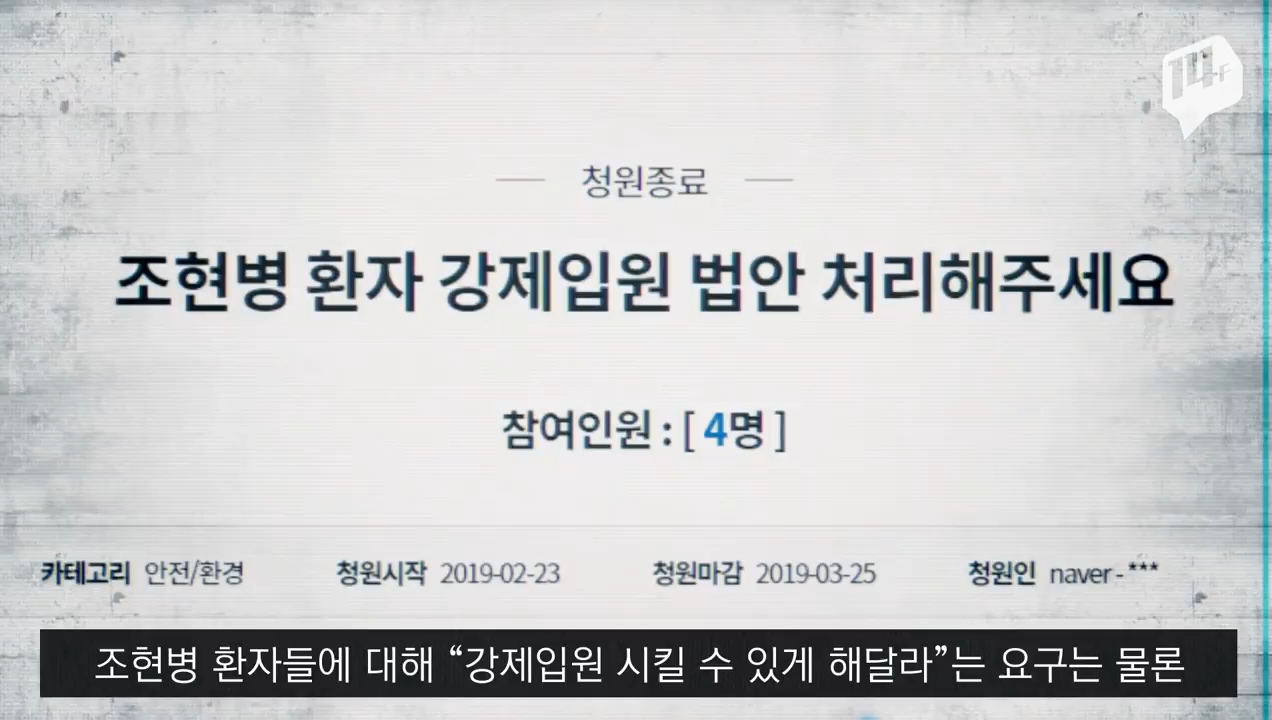 14F
청원종료
조현병 환자 강제입원 법안 처리해주세요
참여인원 : [ 4명 ]
카테고리 안전/환경 청원시작 2019-02-23 청원마감 2019-03-25 청원인 naver - ***
조현병 환자들에 대해 “강제입원 시킬 수 있게 해달라”는 요구는 물론